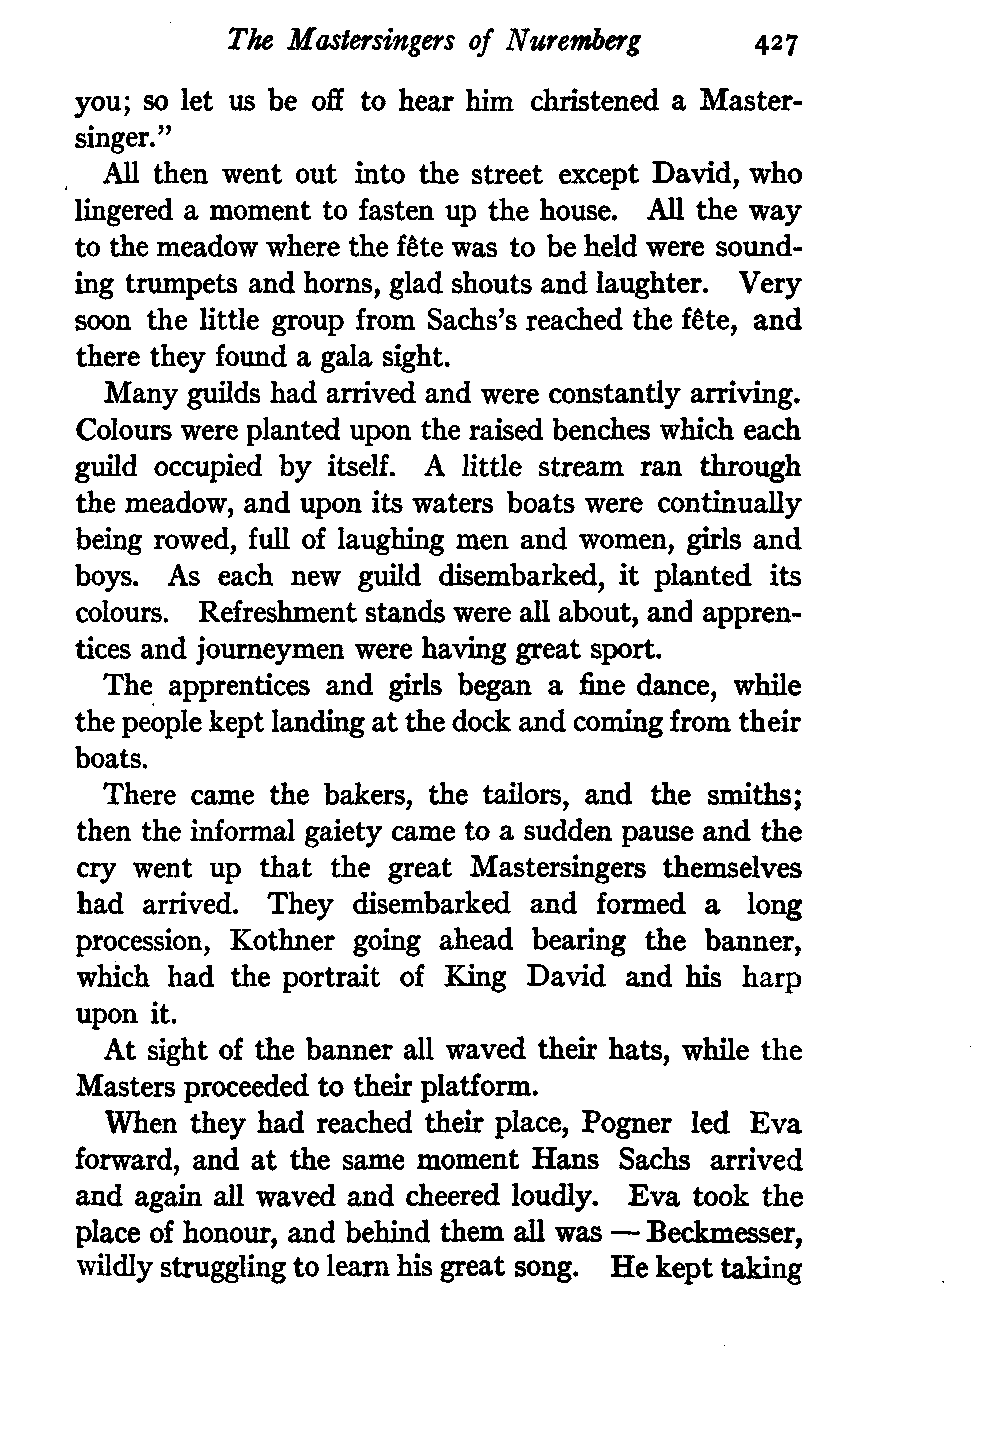 The Mastersingers of Nuremberg 427
you; so let us be off to hear him christened a Master-
singer.”
All then went out into the street except David, who
lingered a moment to fasten up the house. All the way
to the meadow where the fête was to be held were sound-
ing trumpets and horns, glad shouts and laughter. Very
soon the little group from Sachs’s reached the fête, and
there they found a gala sight.
Many guilds had arrived and were constantly arriving.
Colours were planted upon the raised benches which each
guild occupied by itself. A little stream ran through
the meadow, and upon its waters boats were continually
being rowed, full of laughing men and women, girls and
boys. As each new guild disembarked, it planted its
colours. Refreshment stands were all about, and appren-
tices and journeymen were having great sport.
The apprentices and girls began a fine dance, while
the people kept landing at the dock and coming from their
boats.
There came the bakers, the tailors, and the smiths;
then the informal gaiety came to a sudden pause and the
cry went up that the great Mastersingers themselves
had arrived. They disembarked and formed a long
procession, Kothner going ahead bearing the banner,
which had the portrait of King David and his harp
upon it.
At sight of the banner all waved their hats, while the
Masters proceeded to their platform.
When they had reached their place, Pogner led Eva
forward, and at the same moment Hans Sachs arrived
and again all waved and cheered loudly. Eva took the
place of honour, and behind them all was — Beckmesser,
wildly struggling to learn his great song. He kept taking